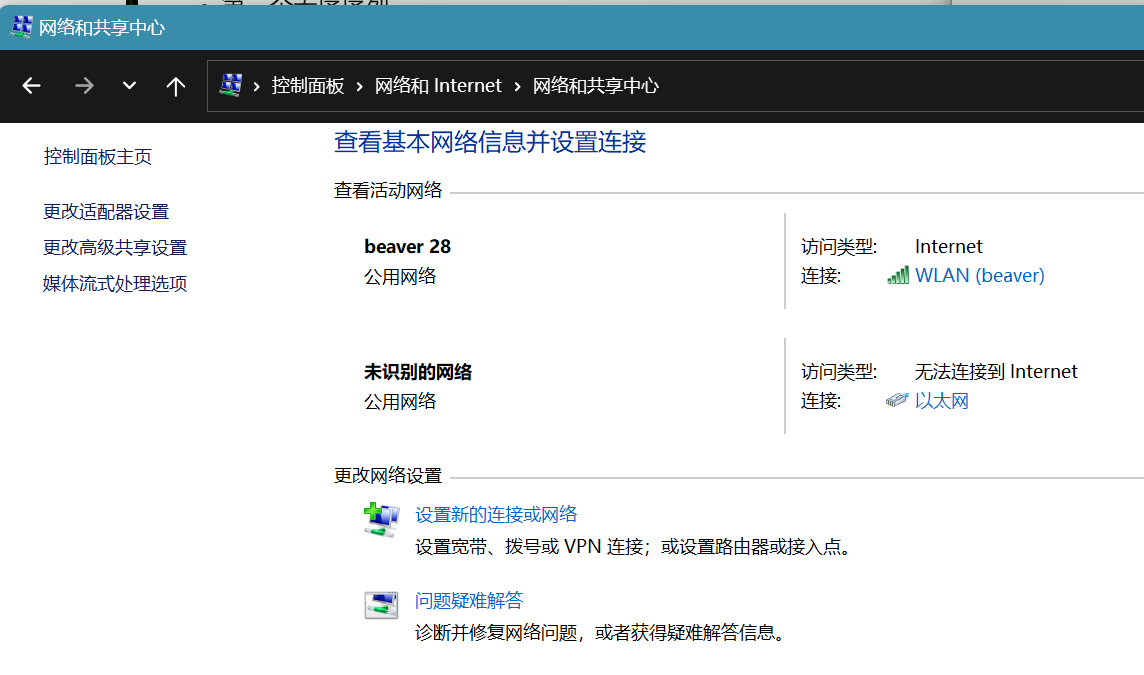 网络和共享中心
控制面板 › 网络和 Internet › 网络和共享中心
控制面板主页
更改适配器设置
更改高级共享设置
媒体流式处理选项
查看基本网络信息并设置连接
查看活动网络
beaver 28
公用网络
访问类型: Internet
连接: WLAN (beaver)
未识别的网络
公用网络
访问类型: 无法连接到 Internet
连接: 以太网
更改网络设置
设置新的连接或网络
设置宽带、拨号或 VPN 连接；或设置路由器或接入点。
问题疑难解答
诊断并修复网络问题，或者获得疑难解答信息。